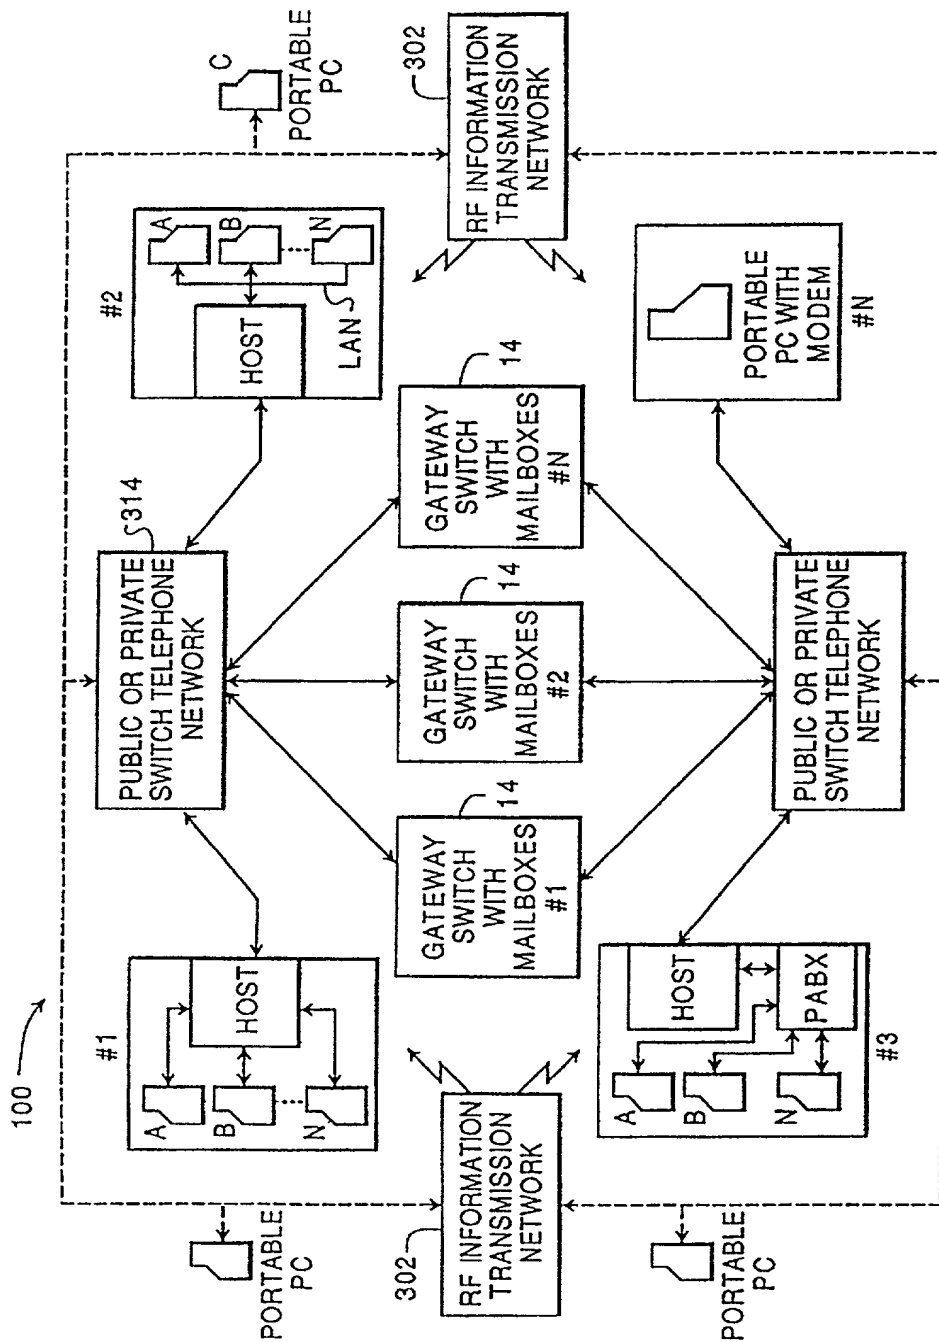 100
#1
A
B
N
HOST
PUBLIC OR PRIVATE
SWITCH TELEPHONE
NETWORK
314
#2
HOST
A
B
N
LAN
C
PORTABLE
PC
PORTABLE
PC
302
RF INFORMATION
TRANSMISSION
NETWORK
GATEWAY
SWITCH
WITH
MAILBOXES
#1
14
GATEWAY
SWITCH
WITH
MAILBOXES
#2
14
GATEWAY
SWITCH
WITH
MAILBOXES
#N
14
302
RF INFORMATION
TRANSMISSION
NETWORK
PORTABLE
PC
A
B
N
HOST
PABX
#3
PUBLIC OR PRIVATE
SWITCH TELEPHONE
NETWORK
PORTABLE
PC WITH
MODEM
#N